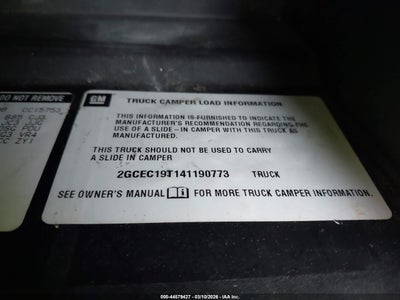 DO NOT REMOVE
CC15753
GM
TRUCK CAMPER LOAD INFORMATION
THIS INFORMATION IS FURNISHED TO INDICATE THE
MANUFACTURER'S RECOMMENDATION REGARDING THE
USE OF A SLIDE-IN CAMPER WITH THIS TRUCK AS
MANUFACTURED.
THIS TRUCK SHOULD NOT BE USED TO CARRY
A SLIDE IN CAMPER
2GCEC19T141190773 TRUCK
SEE OWNER'S MANUAL FOR MORE TRUCK CAMPER INFORMATION.
000-44579427 - 03/10/2026 - IAA Inc.